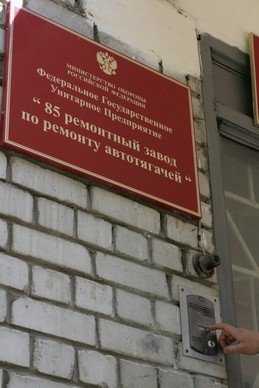 МИНИСТЕРСТВО ОБОРОНЫ
РОССИЙСКОЙ ФЕДЕРАЦИИ
Федеральное Государственное
Унитарное Предприятие
“ 85 ремонтный завод
по ремонту автотягачей “